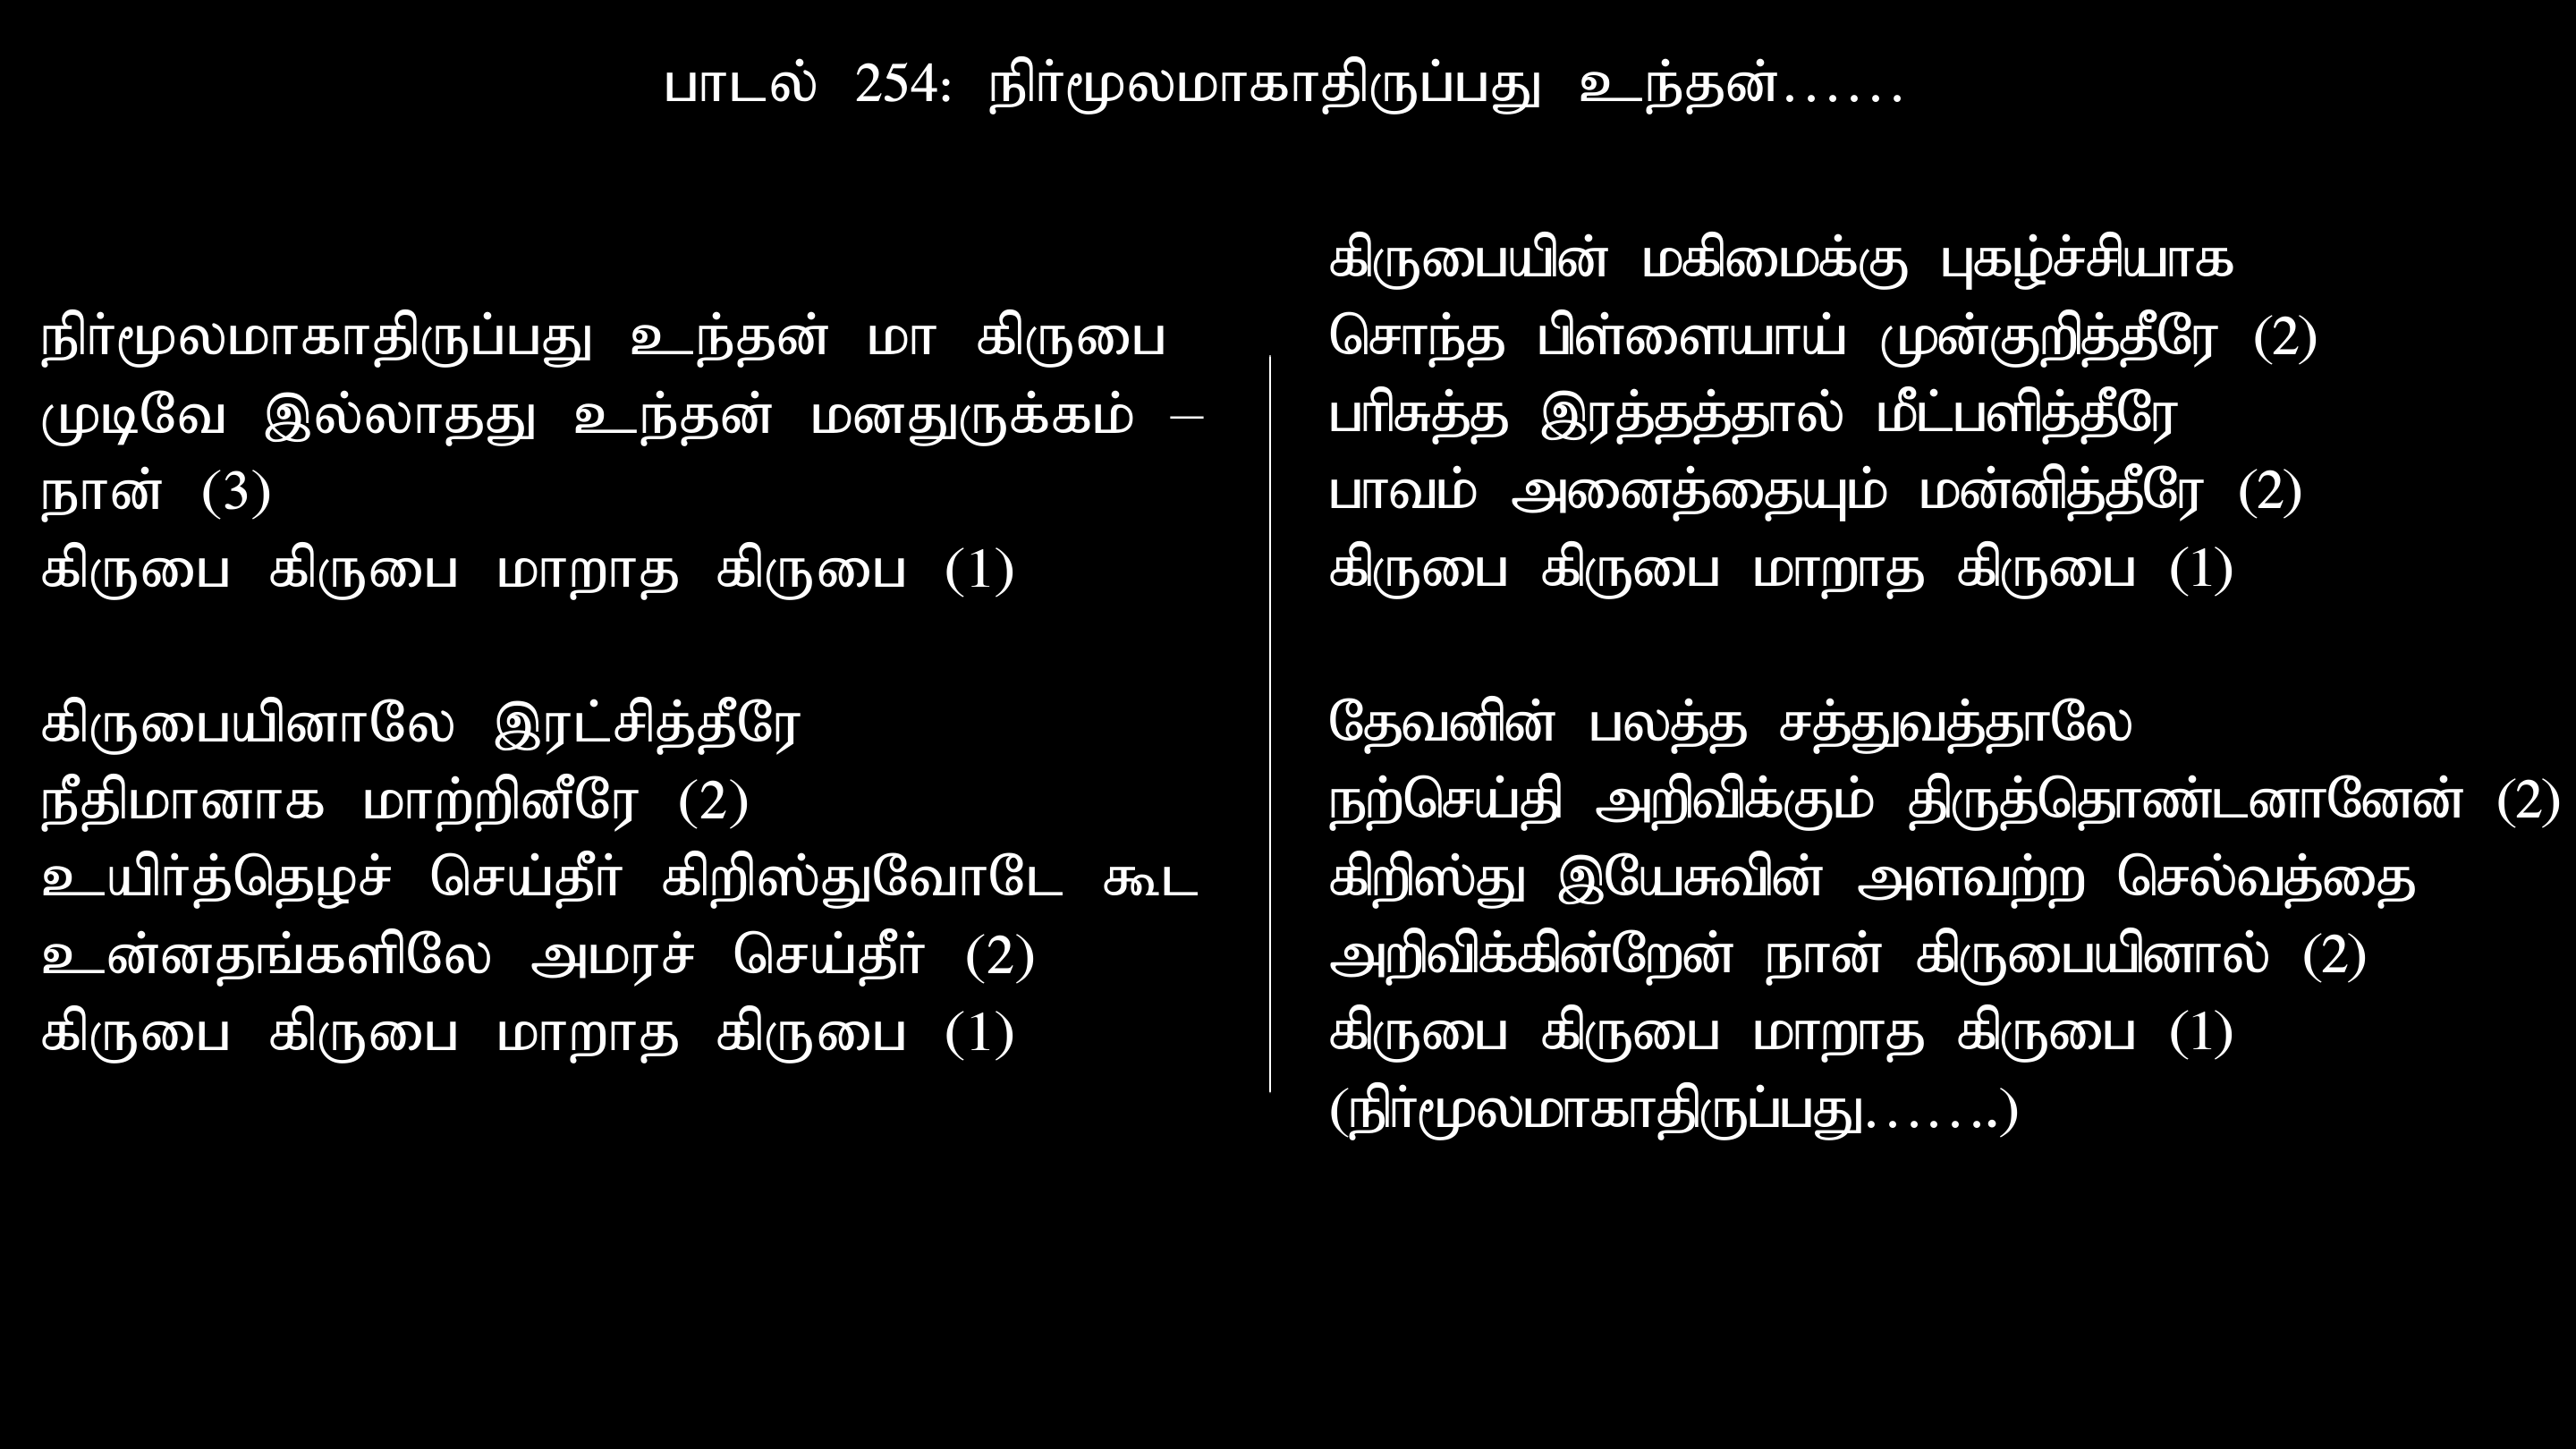 பாடல் 254: நிர்மூலமாகாதிருப்பது உந்தன்......
நிர்மூலமாகாதிருப்பது உந்தன் மா கிருபை
முடிவே இல்லாதது உந்தன் மனதுருக்கம் –
நான் (3)
கிருபை கிருபை மாறாத கிருபை (1)
கிருபையினாலே இரட்சித்தீரே
நீதிமானாக மாற்றினீரே (2)
உயிர்த்தெழச் செய்தீர் கிறிஸ்துவோடே கூட
உன்னதங்களிலே அமரச் செய்தீர் (2)
கிருபை கிருபை மாறாத கிருபை (1)
கிருபையின் மகிமைக்கு புகழ்ச்சியாக
சொந்த பிள்ளையாய் முன்குறித்தீரே (2)
பரிசுத்த இரத்தத்தால் மீட்பளித்தீரே
பாவம் அனைத்தையும் மன்னித்தீரே (2)
கிருபை கிருபை மாறாத கிருபை (1)
தேவனின் பலத்த சத்துவத்தாலே
நற்செய்தி அறிவிக்கும் திருத்தொண்டனானேன் (2)
கிறிஸ்து இயேசுவின் அளவற்ற செல்வத்தை
அறிவிக்கின்றேன் நான் கிருபையினால் (2)
கிருபை கிருபை மாறாத கிருபை (1)
(நிர்மூலமாகாதிருப்பது.......)